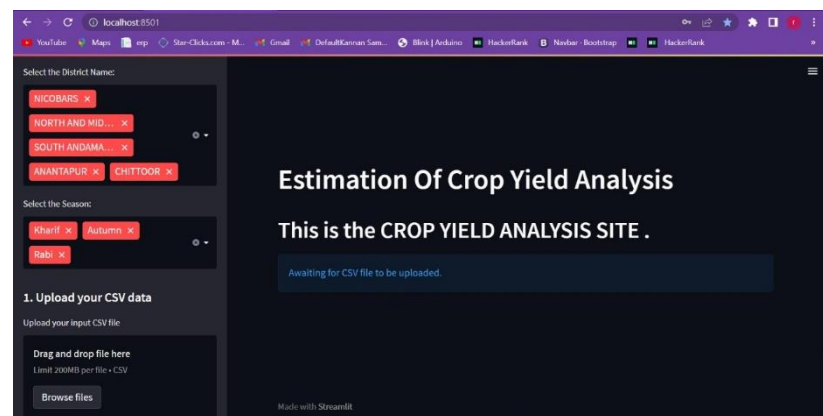 localhost:8501
YouTube Maps erp Star-Clicks.com - M... Gmail DefaultKannan Sam... Blink | Arduino HackerRank Navbar · Bootstrap HackerRank »
Select the District Name:
NICOBARS ×
NORTH AND MID... ×
SOUTH ANDAMA... ×
ANANTAPUR × CHITTOOR ×
Select the Season:
Kharif × Autumn ×
Rabi ×
1. Upload your CSV data
Upload your input CSV file
Drag and drop file here
Limit 200MB per file • CSV
Browse files
Estimation Of Crop Yield Analysis
This is the CROP YIELD ANALYSIS SITE .
Awaiting for CSV file to be uploaded.
Made with Streamlit